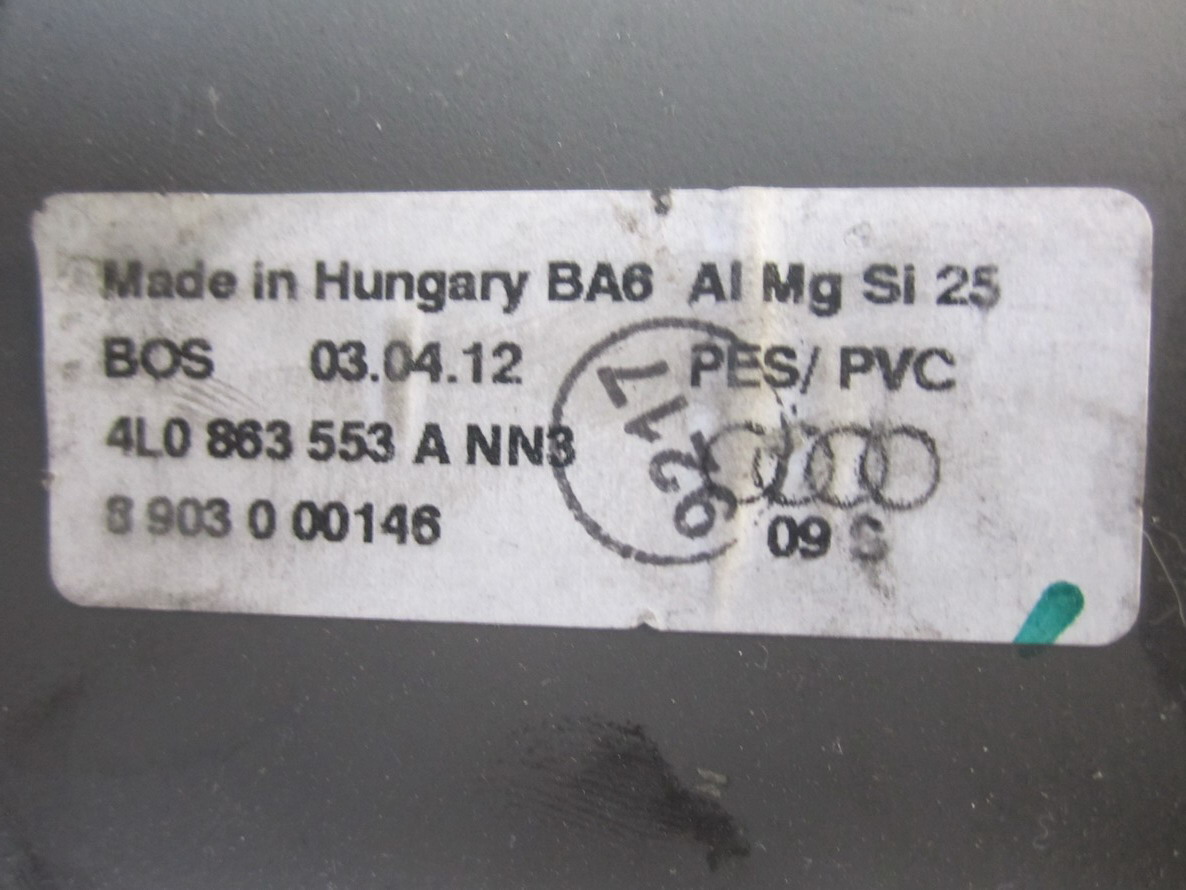 Made in Hungary BA6 Al Mg Si 25
BOS 03.04.12 PES/ PVC
4L0 863 553 A NN3
8 903 0 00146
09 S
9217